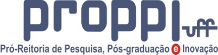 proppi uff
Pró-Reitoria de Pesquisa, Pós-graduação e Inovação